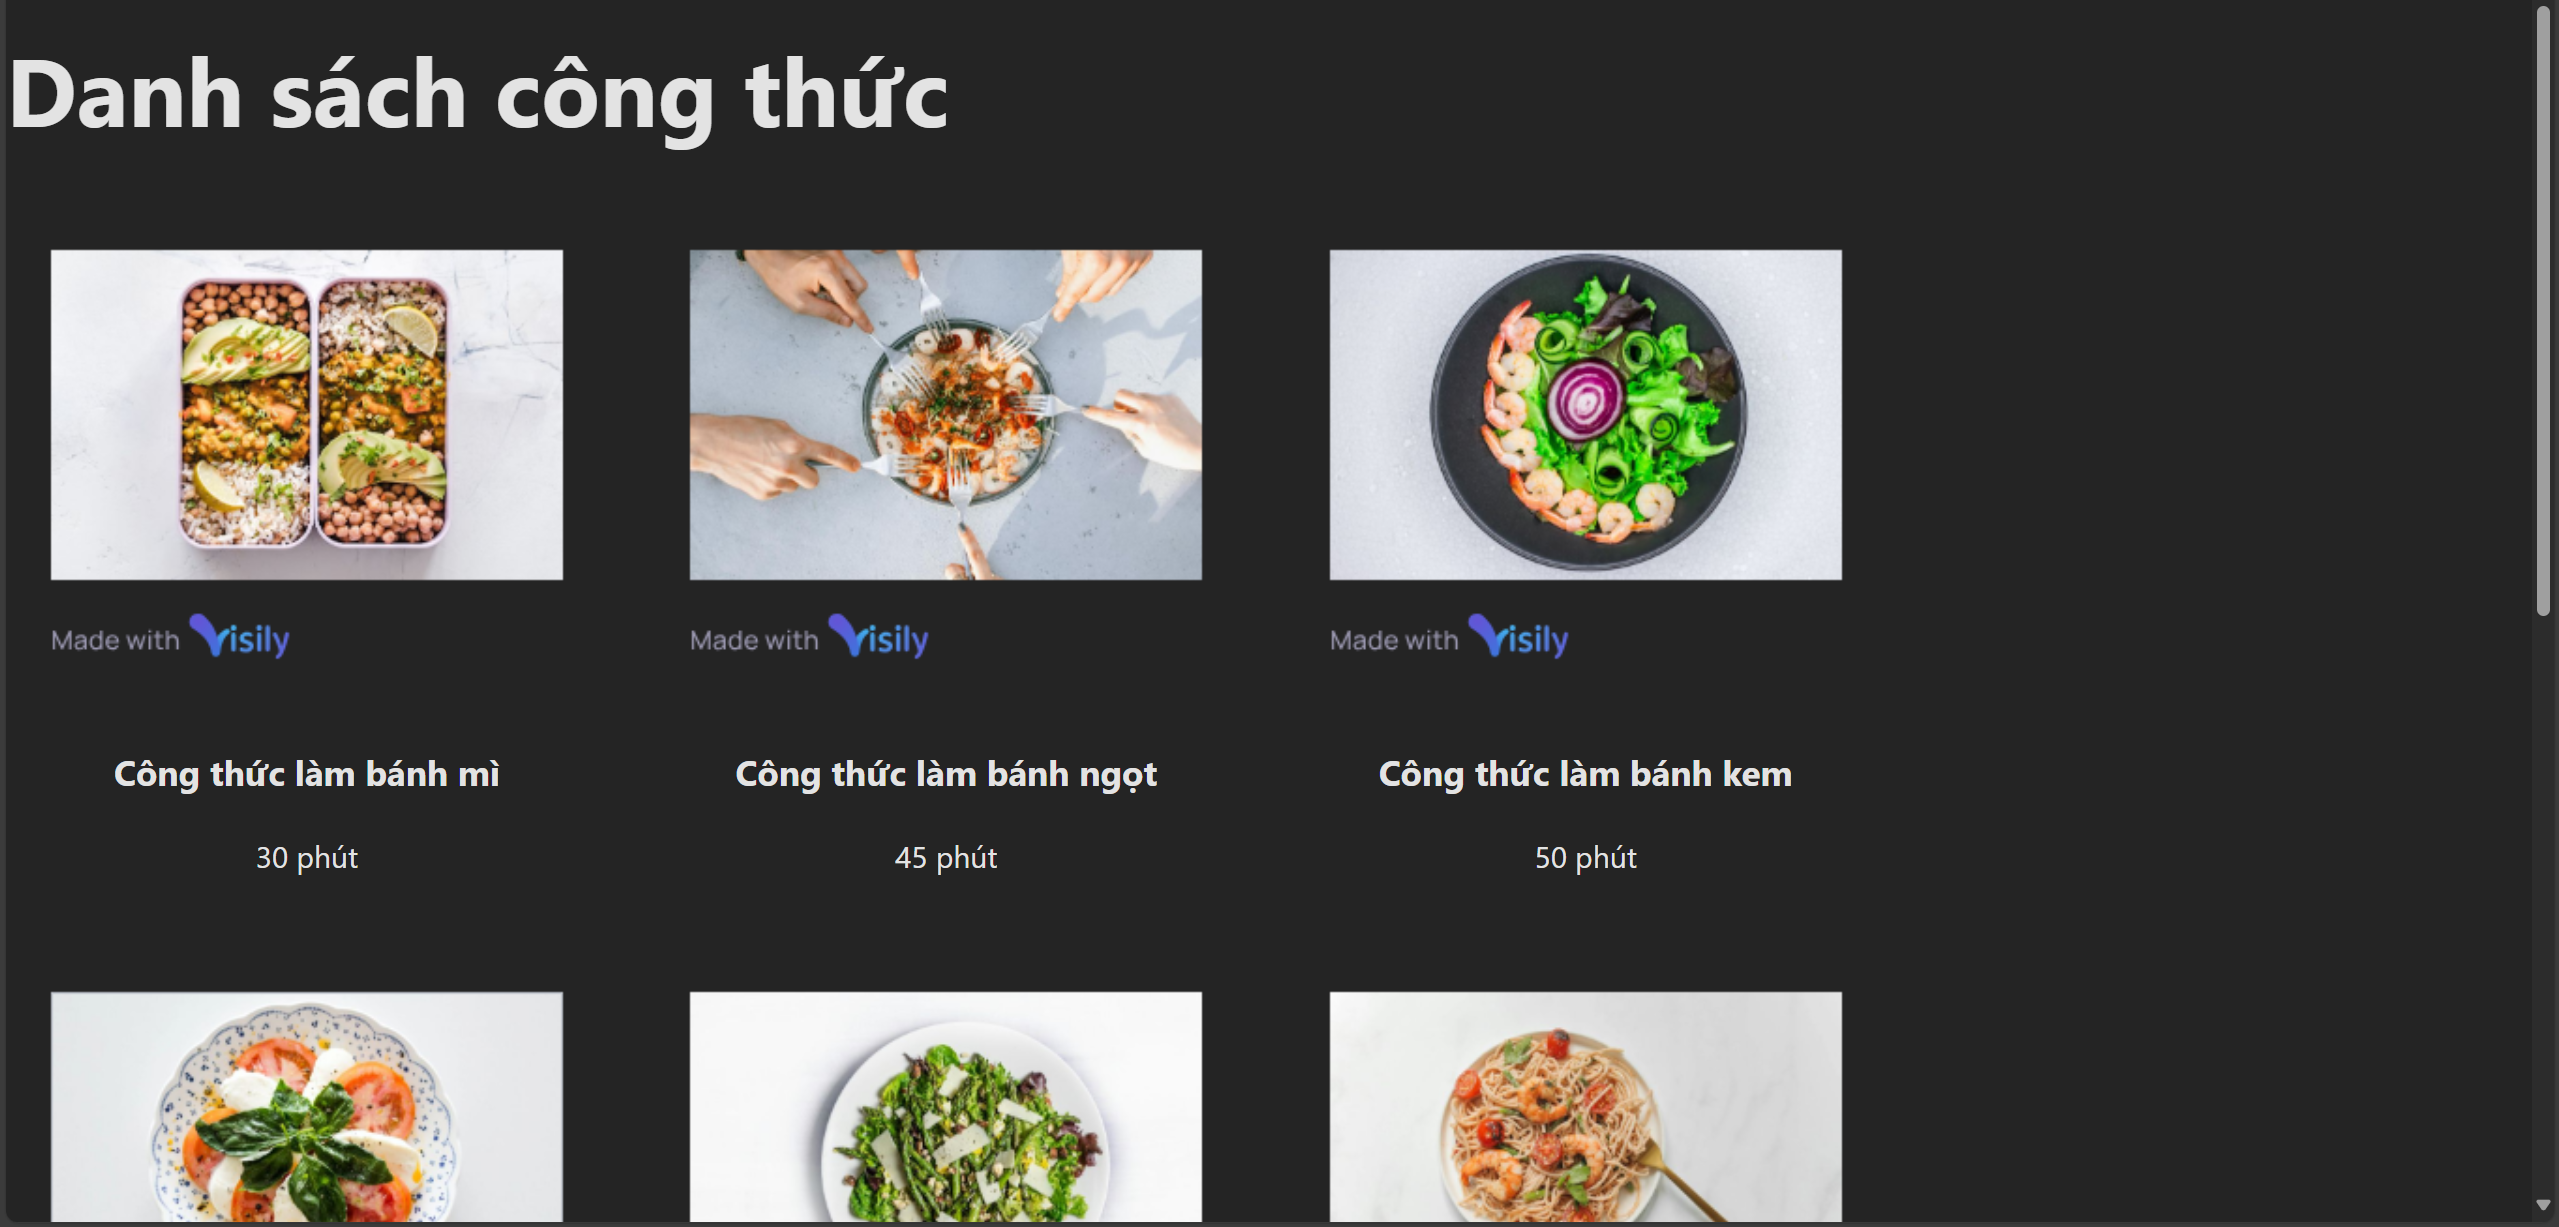 Danh sách công thức
Made with Visily
Made with Visily
Made with Visily
Công thức làm bánh mì
Công thức làm bánh ngọt
Công thức làm bánh kem
30 phút
45 phút
50 phút